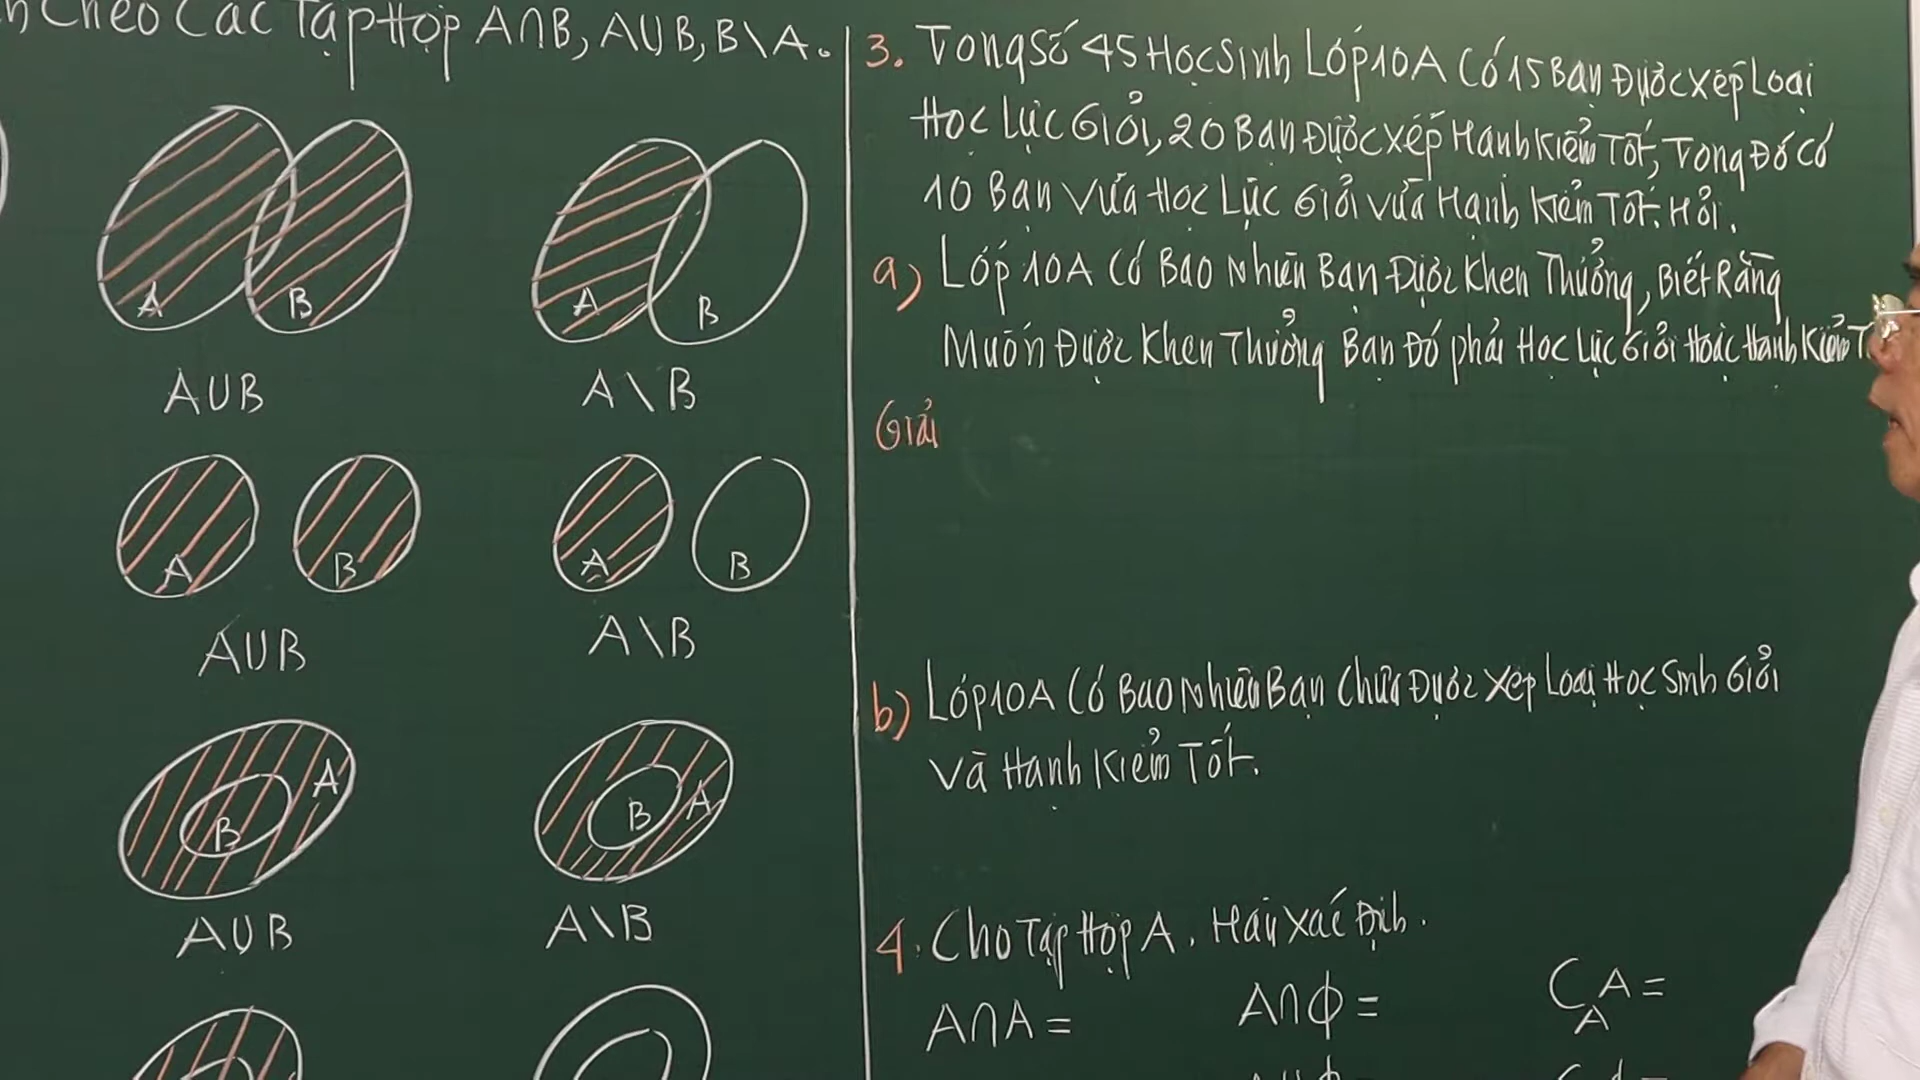 Chéo Các Tập Hợp A∩B, A∪B, B\A.
A B
A∪B
A B
A\B
A B
A∪B
A B
A\B
B A
A∪B
B A
A\B
3. Trong Số 45 Học Sinh Lớp 10A Có 15 Bạn Được Xếp Loại
Học Lực Giỏi, 20 Bạn Được Xếp Hạnh Kiểm Tốt, Trong Đó Có
10 Bạn Vừa Học Lực Giỏi Vừa Hạnh Kiểm Tốt. Hỏi.
a) Lớp 10A Có Bao Nhiêu Bạn Được Khen Thưởng, Biết Rằng
Muốn Được Khen Thưởng Bạn Đó phải Học Lực Giỏi Hoặc Hạnh Kiểm
Giải
b) Lớp 10A Có Bao Nhiêu Bạn Chưa Được Xếp Loại Học Sinh Giỏi
Và Hạnh Kiểm Tốt.
4. Cho Tập Hợp A. Hãy Xác Định.
A∩A = A∩φ = C_A A =